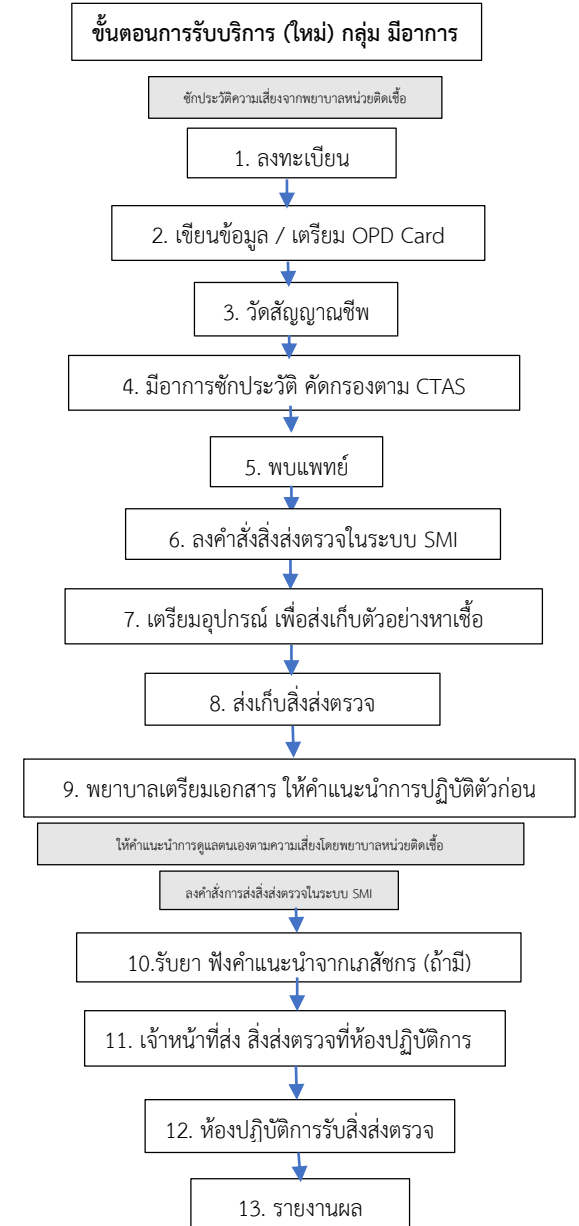 ขั้นตอนการรับบริการ (ใหม่) กลุ่ม มีอาการ
ซักประวัติความเสี่ยงจากพยาบาลหน่วยติดเชื้อ
1. ลงทะเบียน
2. เขียนข้อมูล / เตรียม OPD Card
3. วัดสัญญาณชีพ
4. มีอาการซักประวัติ คัดกรองตาม CTAS
5. พบแพทย์
6. ลงคำสั่งสิ่งส่งตรวจในระบบ SMI
7. เตรียมอุปกรณ์ เพื่อส่งเก็บตัวอย่างหาเชื้อ
8. ส่งเก็บสิ่งส่งตรวจ
9. พยาบาลเตรียมเอกสาร ให้คำแนะนำการปฏิบัติตัวก่อน
ให้คำแนะนำการดูแลตนเองตามความเสี่ยงโดยพยาบาลหน่วยติดเชื้อ
ลงคำสั่งการส่งสิ่งส่งตรวจในระบบ SMI
10.รับยา ฟังคำแนะนำจากเภสัชกร (ถ้ามี)
11. เจ้าหน้าที่ส่ง สิ่งส่งตรวจที่ห้องปฏิบัติการ
12. ห้องปฏิบัติการรับสิ่งส่งตรวจ
13. รายงานผล